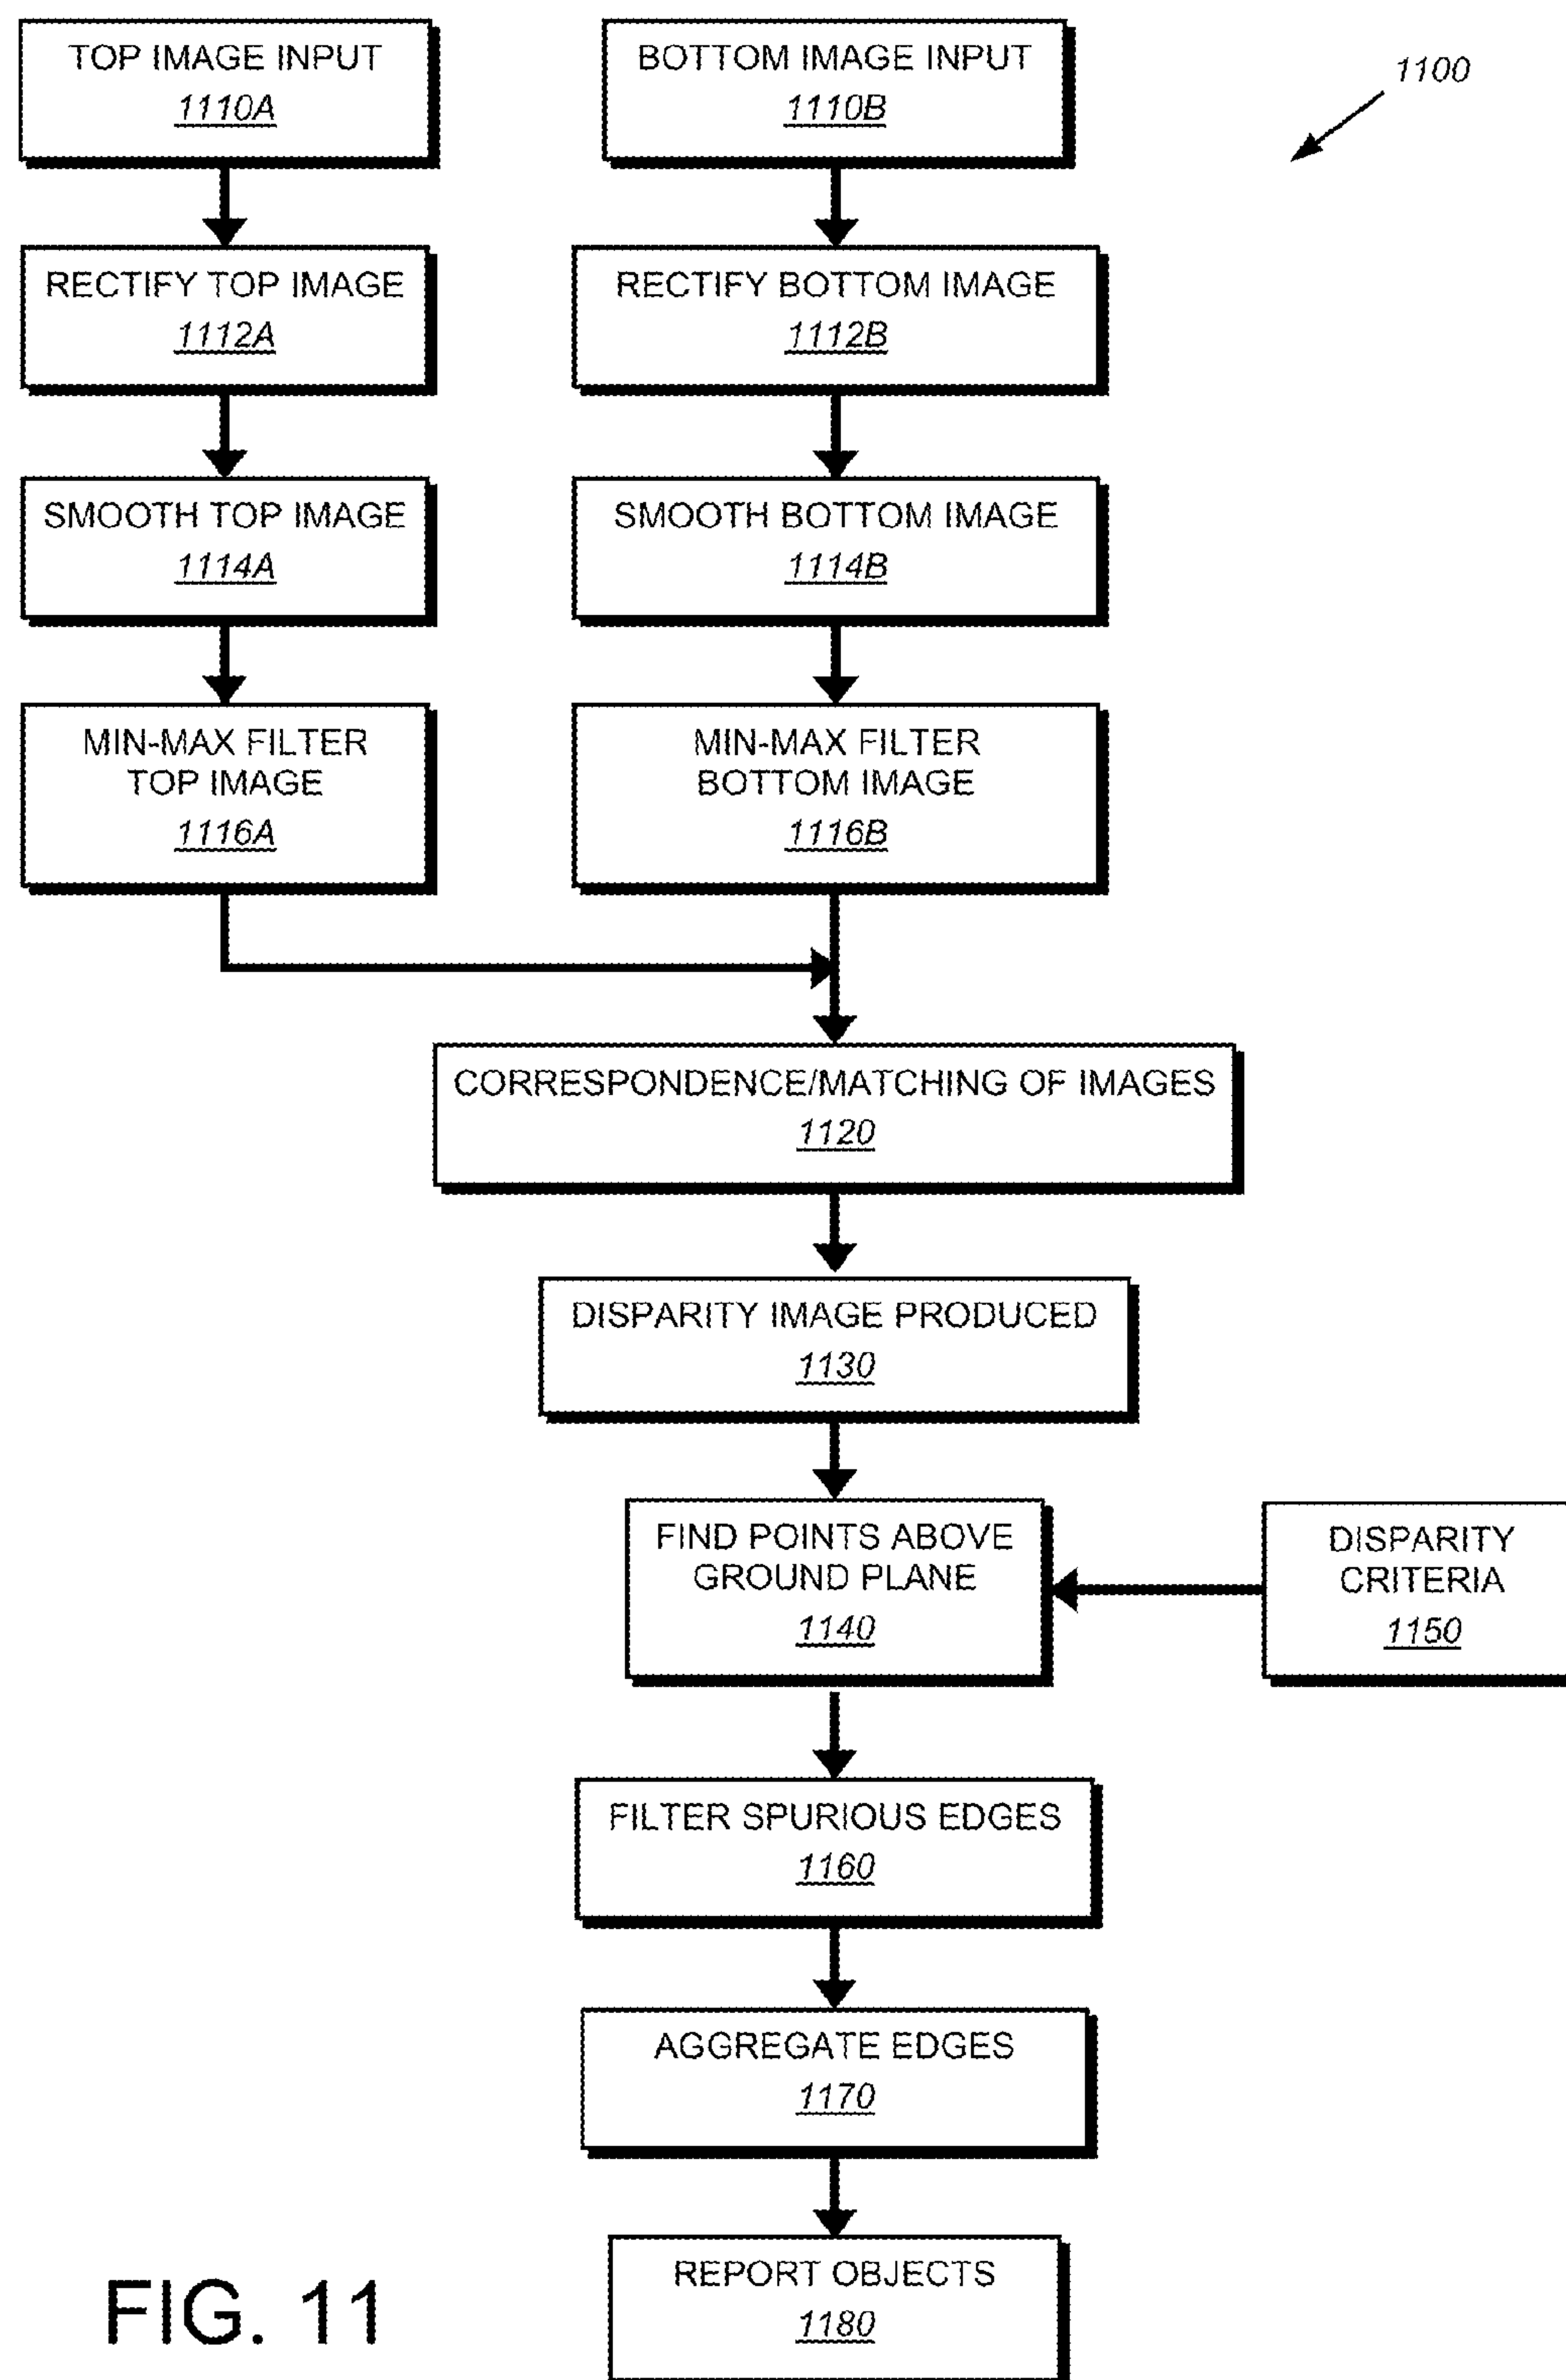 TOP IMAGE INPUT
1110A
BOTTOM IMAGE INPUT
1110B
1100
RECTIFY TOP IMAGE
1112A
RECTIFY BOTTOM IMAGE
1112B
SMOOTH TOP IMAGE
1114A
SMOOTH BOTTOM IMAGE
1114B
MIN-MAX FILTER
TOP IMAGE
1116A
MIN-MAX FILTER
BOTTOM IMAGE
1116B
CORRESPONDENCE/MATCHING OF IMAGES
1120
DISPARITY IMAGE PRODUCED
1130
FIND POINTS ABOVE
GROUND PLANE
1140
DISPARITY
CRITERIA
1150
FILTER SPURIOUS EDGES
1160
AGGREGATE EDGES
1170
REPORT OBJECTS
1180
FIG. 11